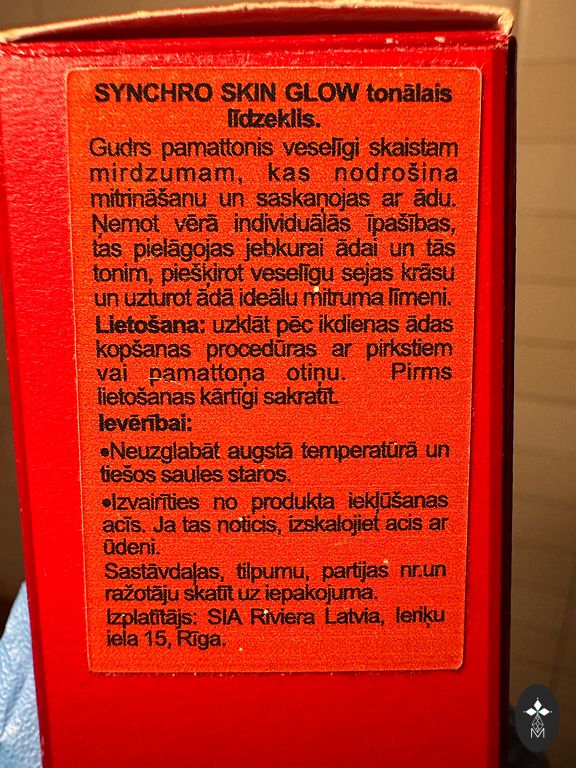 SYNCHRO SKIN GLOW tonālais
līdzeklis.
Gudrs pamattonis veselīgi skaistam
mirdzumam, kas nodrošina
mitrināšanu un saskaņojas ar ādu.
Ņemot vērā individuālās īpašības,
tas pielāgojas jebkurai ādai un tās
tonim, piešķirot veselīgu sejas krāsu
un uzturot ādā ideālu mitruma līmeni.
Lietošana: uzklāt pēc ikdienas ādas
kopšanas procedūras ar pirkstiem
vai pamattoņa otiņu. Pirms
lietošanas kārtīgi sakratīt.
Ievērībai:
•Neuzglabāt augstā temperatūrā un
tiešos saules staros.
•Izvairīties no produkta iekļūšanas
acīs. Ja tas noticis, izskalojiet acis ar
ūdeni.
Sastāvdaļas, tilpumu, partijas nr.un
ražotāju skatīt uz iepakojuma.
Izplatītājs: SIA Riviera Latvia, Ieriķu
iela 15, Rīga.
M